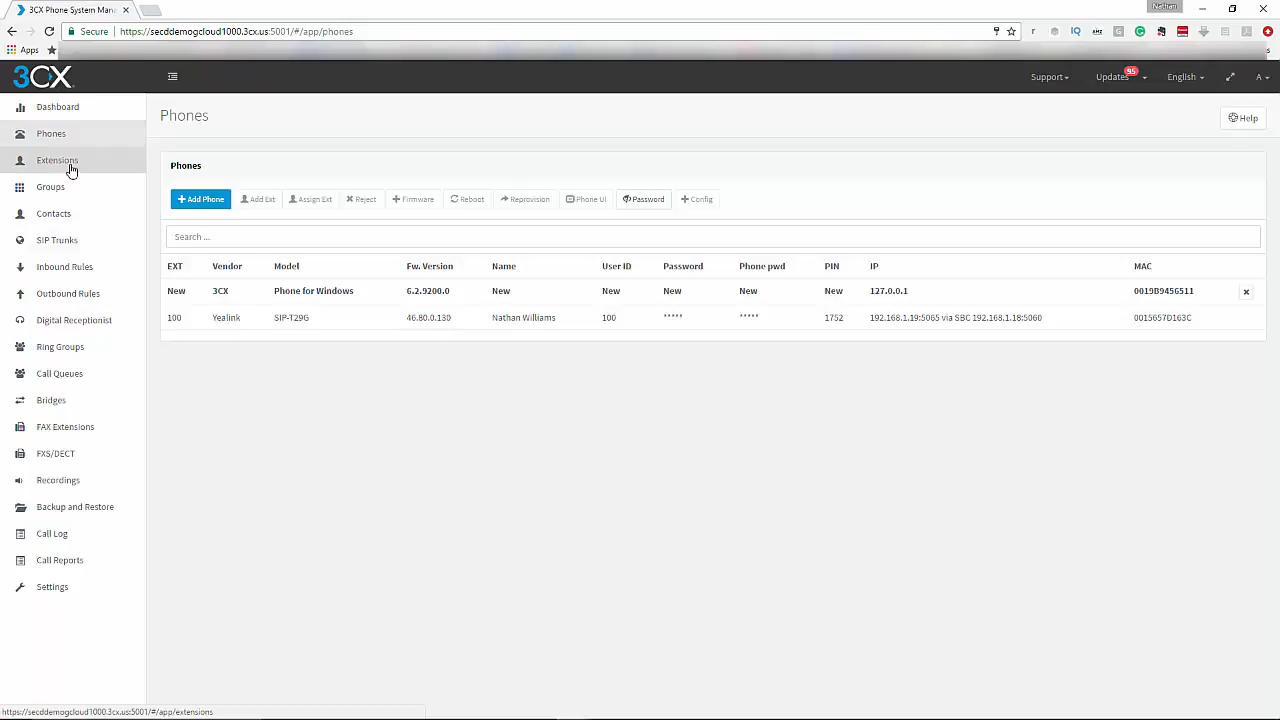 3CX Phone System Mana
Nathan
Secure https://secddemogcloud1000.3cx.us:5001/#/app/phones
Apps
3CX
Support
Updates 95
English
A
Dashboard
Phones
Extensions
Groups
Contacts
SIP Trunks
Inbound Rules
Outbound Rules
Digital Receptionist
Ring Groups
Call Queues
Bridges
FAX Extensions
FXS/DECT
Recordings
Backup and Restore
Call Log
Call Reports
Settings
Phones
Help
Phones
Add Phone Add Ext Assign Ext Reject Firmware Reboot Reprovision Phone UI Password Config
Search ...
EXT Vendor Model Fw. Version Name User ID Password Phone pwd PIN IP MAC
New 3CX Phone for Windows 6.2.9200.0 New New New New New 127.0.0.1 0019B9456511
100 Yealink SIP-T29G 46.80.0.130 Nathan Williams 100 ***** ***** 1752 192.168.1.19:5065 via SBC 192.168.1.18:5060 0015657D163C
https://secddemogcloud1000.3cx.us:5001/#/app/extensions